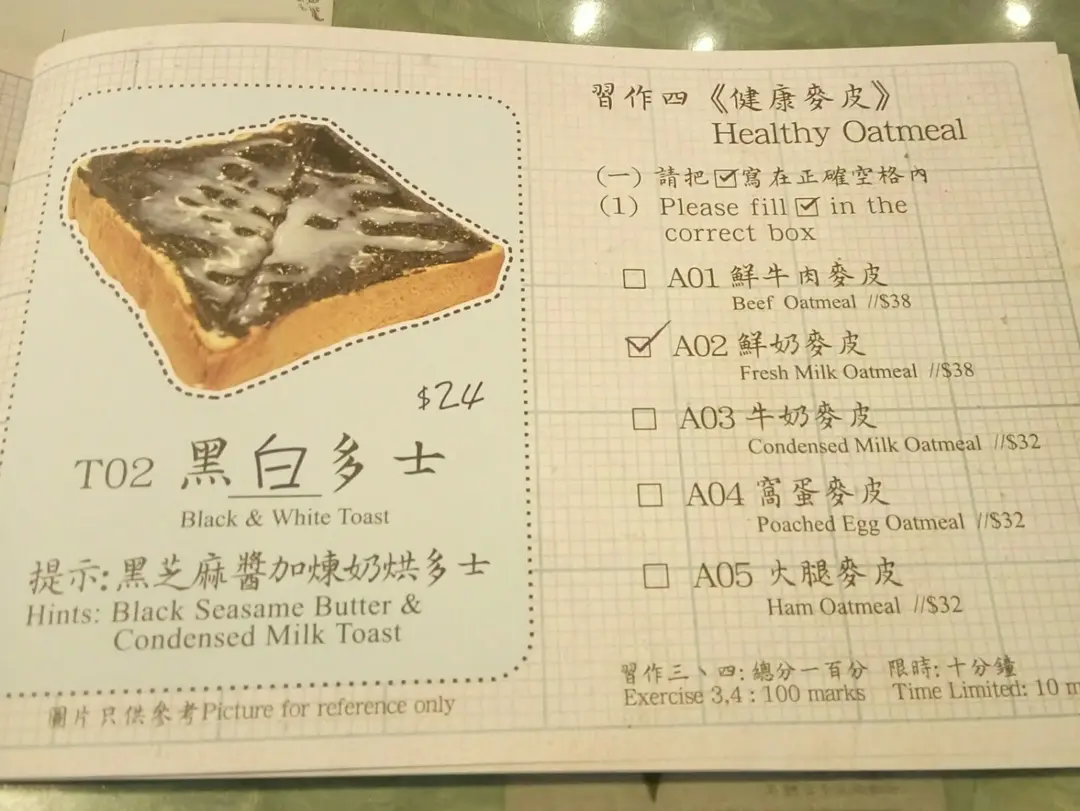 $24
T02 黑白多士
Black & White Toast
提示:黑芝麻醬加煉奶烘多士
Hints: Black Seasame Butter &
Condensed Milk Toast
圖片只供參考Picture for reference only
習作四《健康麥皮》
Healthy Oatmeal
(一) 請把☑寫在正確空格內
(1) Please fill ☑ in the
correct box
☐ A01 鮮牛肉麥皮
Beef Oatmeal //$38
☑ A02 鮮奶麥皮
Fresh Milk Oatmeal //$38
☐ A03 牛奶麥皮
Condensed Milk Oatmeal //$32
☐ A04 窩蛋麥皮
Poached Egg Oatmeal //$32
☐ A05 火腿麥皮
Ham Oatmeal //$32
習作三、四:總分一百分 限時:十分鐘
Exercise 3,4 : 100 marks Time Limited: 10 m